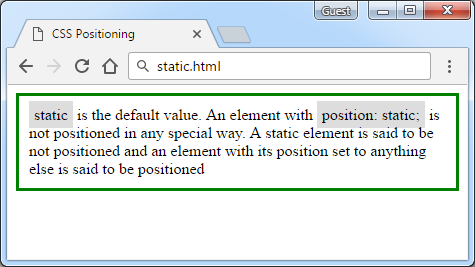 Guest
CSS Positioning
static.html
static is the default value. An element with position: static; is
not positioned in any special way. A static element is said to be
not positioned and an element with its position set to anything
else is said to be positioned